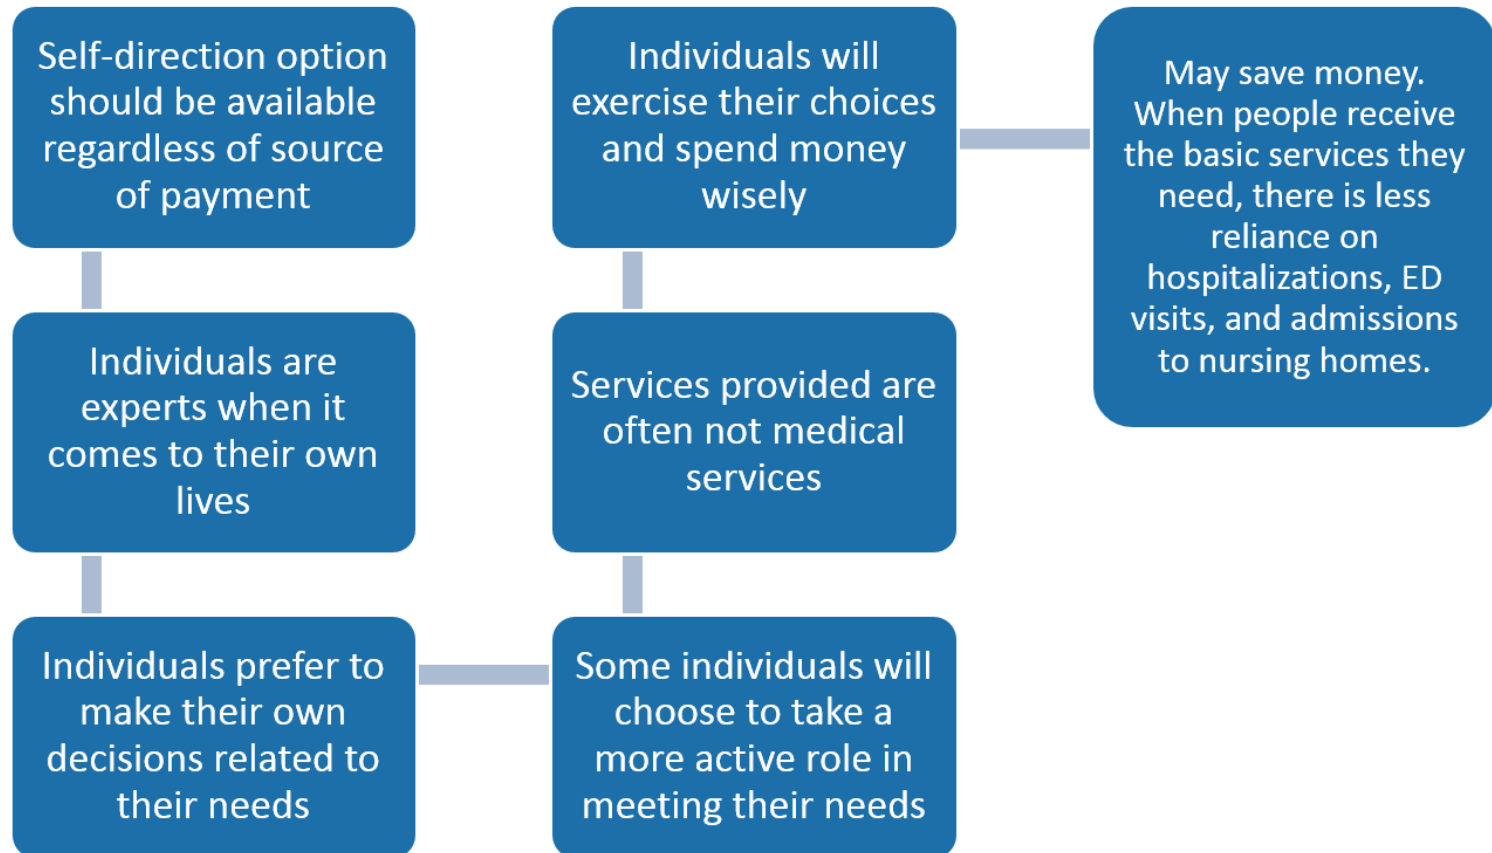 Self-direction option
should be available
regardless of source
of payment
Individuals are
experts when it
comes to their own
lives
Individuals prefer to
make their own
decisions related to
their needs
Some individuals will
choose to take a
more active role in
meeting their needs
Services provided are
often not medical
services
Individuals will
exercise their choices
and spend money
wisely
May save money.
When people receive
the basic services they
need, there is less
reliance on
hospitalizations, ED
visits, and admissions
to nursing homes.